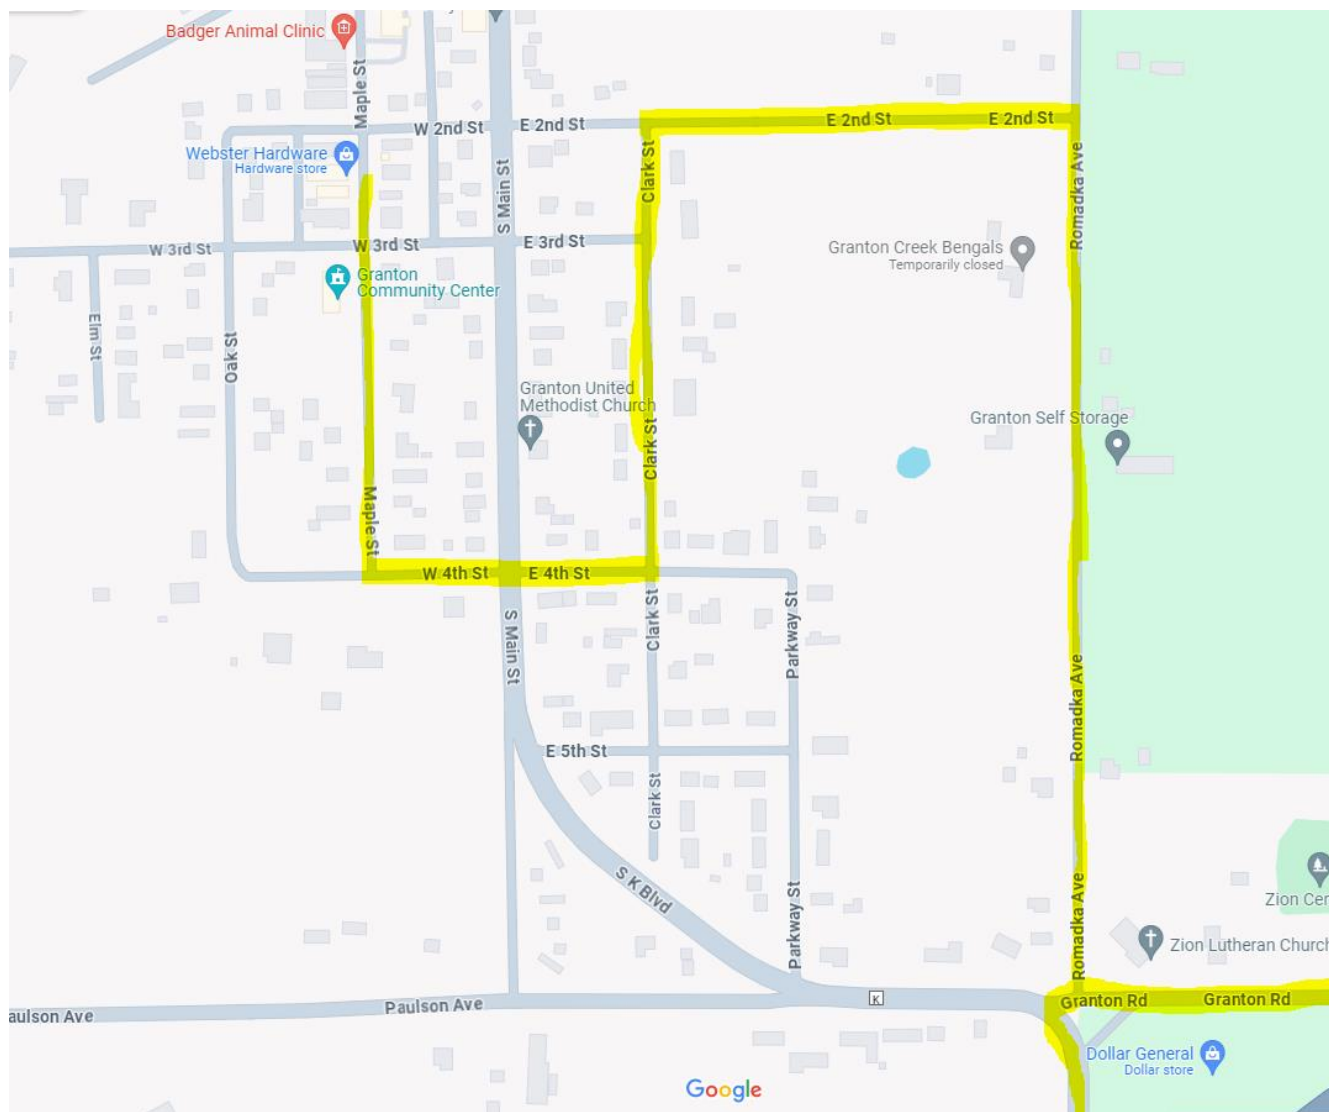 Badger Animal Clinic
Maple St
W 2nd St
E 2nd St
E 2nd St
E 2nd St
Webster Hardware
Hardware store
S Main St
Clark St
Romadka Ave
W 3rd St
W 3rd St
E 3rd St
Granton Creek Bengals
Temporarily closed
Granton
Community Center
Elm St
Oak St
Granton United
Methodist Church
Clark St
Granton Self Storage
Maple St
W 4th St
E 4th St
S Main St
Clark St
Parkway St
Romadka Ave
E 5th St
Clark St
S K Blvd
Parkway St
Romadka Ave
Zion Cer
Zion Lutheran Church
Paulson Ave
aulson Ave
K
Granton Rd
Granton Rd
Dollar General
Dollar store
Google